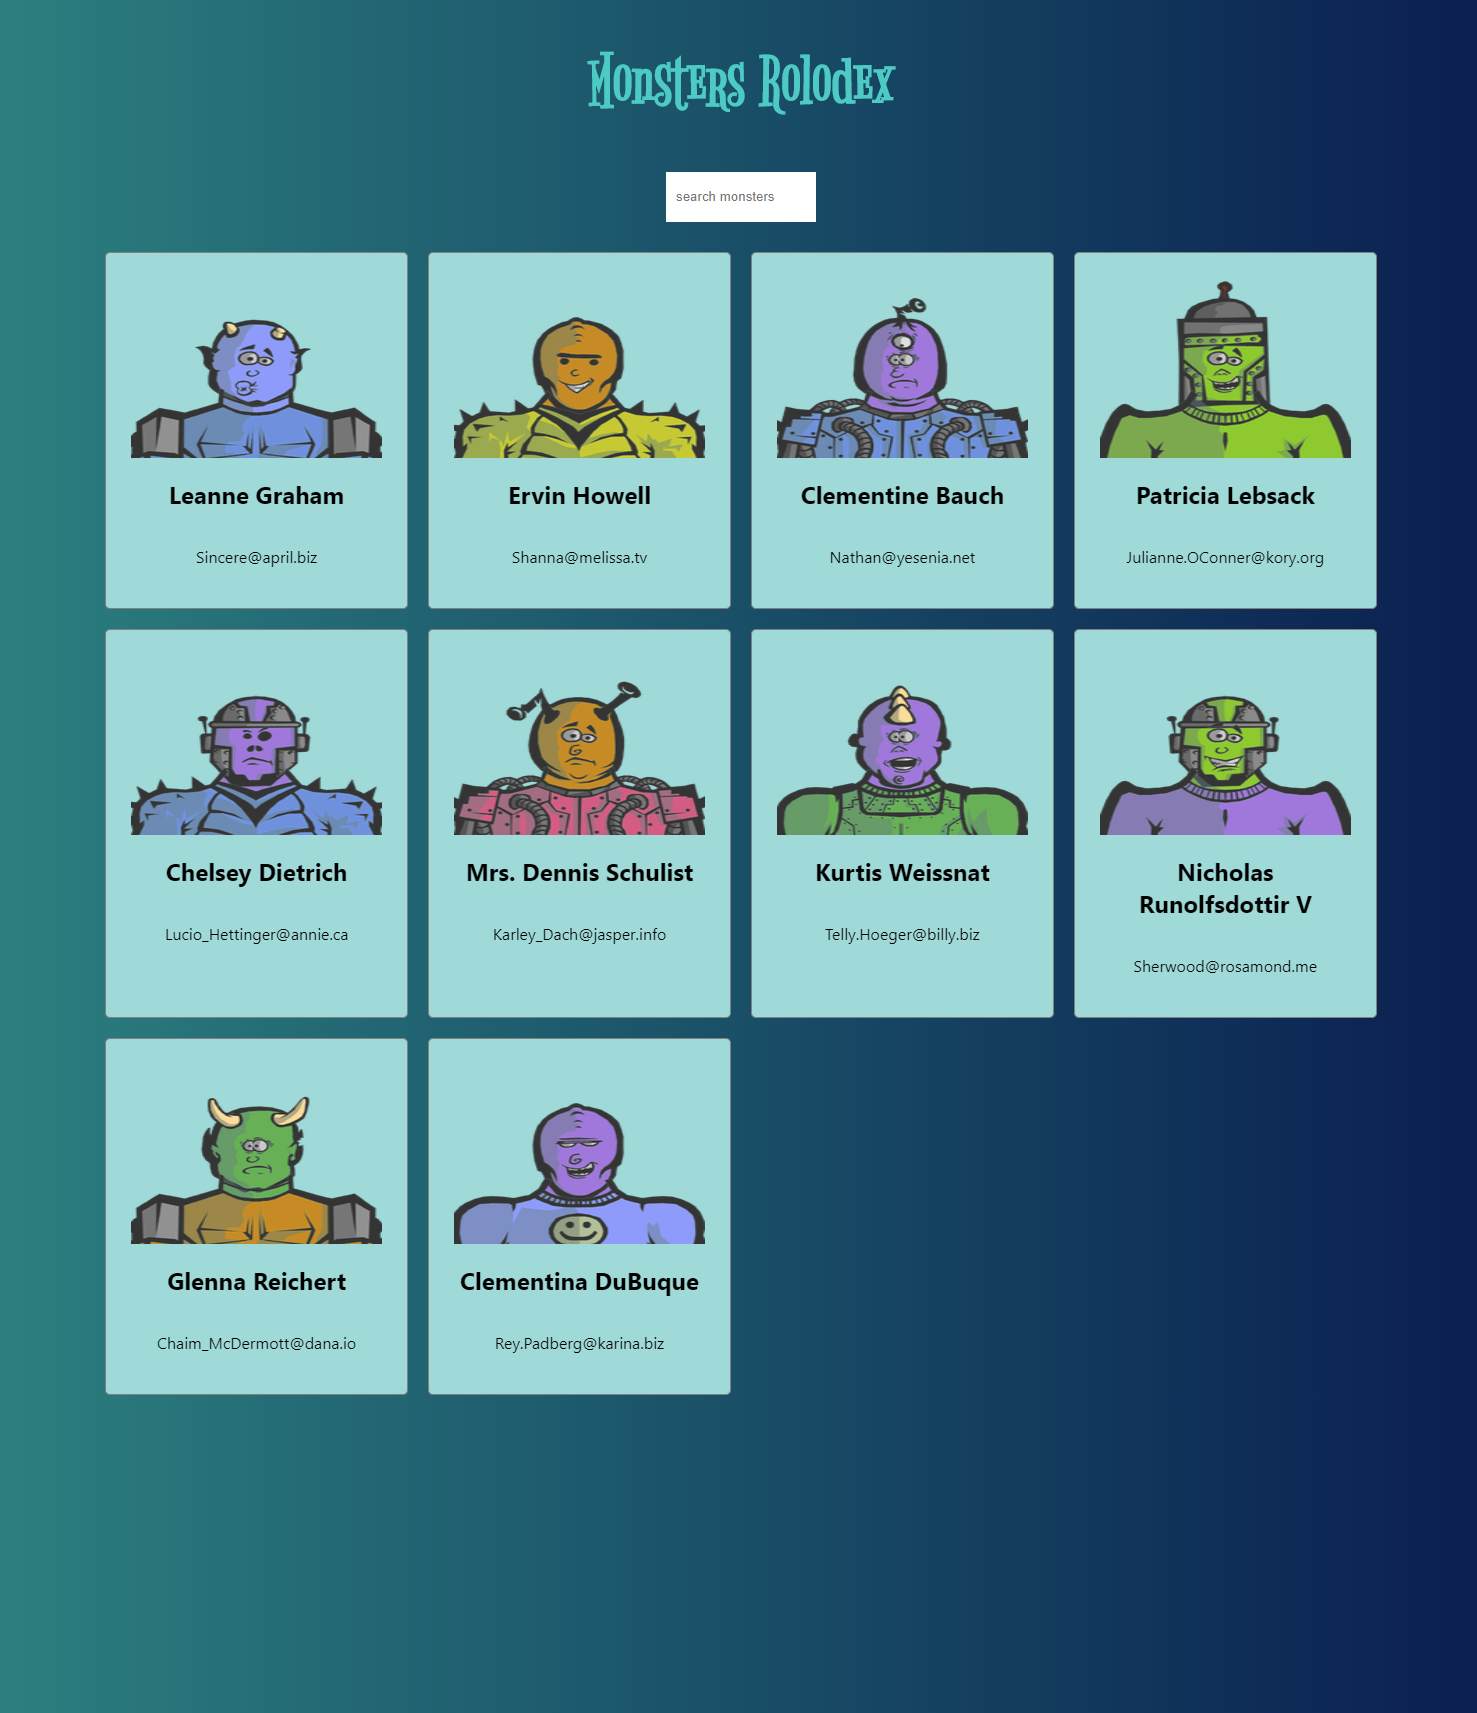 Monsters Rolodex
search monsters
Leanne Graham
Sincere@april.biz
Ervin Howell
Shanna@melissa.tv
Clementine Bauch
Nathan@yesenia.net
Patricia Lebsack
Julianne.OConner@kory.org
Chelsey Dietrich
Lucio_Hettinger@annie.ca
Mrs. Dennis Schulist
Karley_Dach@jasper.info
Kurtis Weissnat
Telly.Hoeger@billy.biz
Nicholas
Runolfsdottir V
Sherwood@rosamond.me
Glenna Reichert
Chaim_McDermott@dana.io
Clementina DuBuque
Rey.Padberg@karina.biz